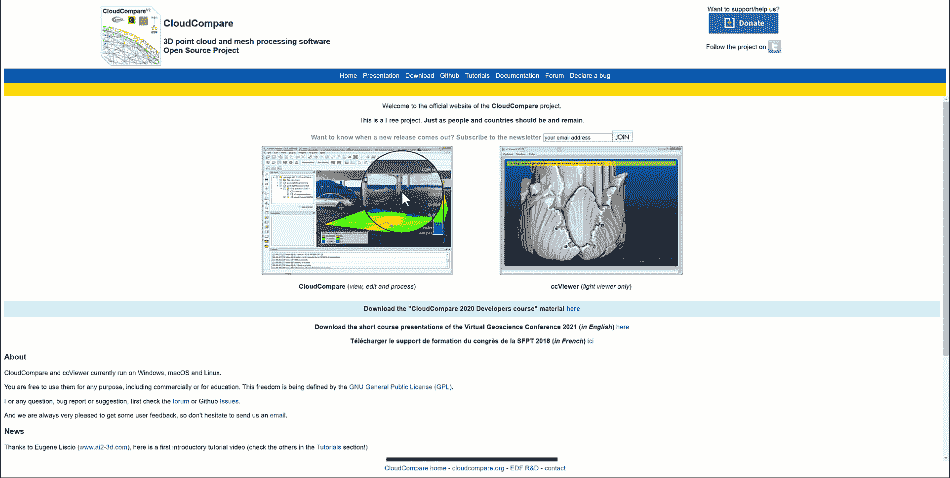 CloudCompare
CloudCompare
3D point cloud and mesh processing software
Open Source Project
Want to support/help us?
Donate
Follow the project on
Home Presentation Download Github Tutorials Documentation Forum Declare a bug
Welcome to the official website of the CloudCompare project.
This is a Free project. Just as people and countries should be and remain.
Want to know when a new release comes out? Subscribe to the newsletter your email address JOIN
CloudCompare (view, edit and process)
ccViewer (light viewer only)
Download the "CloudCompare 2020 Developers course" material here
Download the short course presentations of the Virtual Geoscience Conference 2021 (in English) here
Télécharger le support de formation du congrès de la SFPT 2018 (in French) ici
About
CloudCompare and ccViewer currently run on Windows, macOS and Linux.
You are free to use them for any purpose, including commercially or for education. This freedom is being defined by the GNU General Public License (GPL).
For any question, bug report or suggestion, first check the forum or Github Issues.
And we are always very pleased to get some user feedback, so don't hesitate to send us an email.
News
Thanks to Eugene Liscio (www.ai2-3d.com), here is a first introductory tutorial video (check the others in the Tutorials section!)
CloudCompare home - cloudcompare.org - EDF R&D - contact